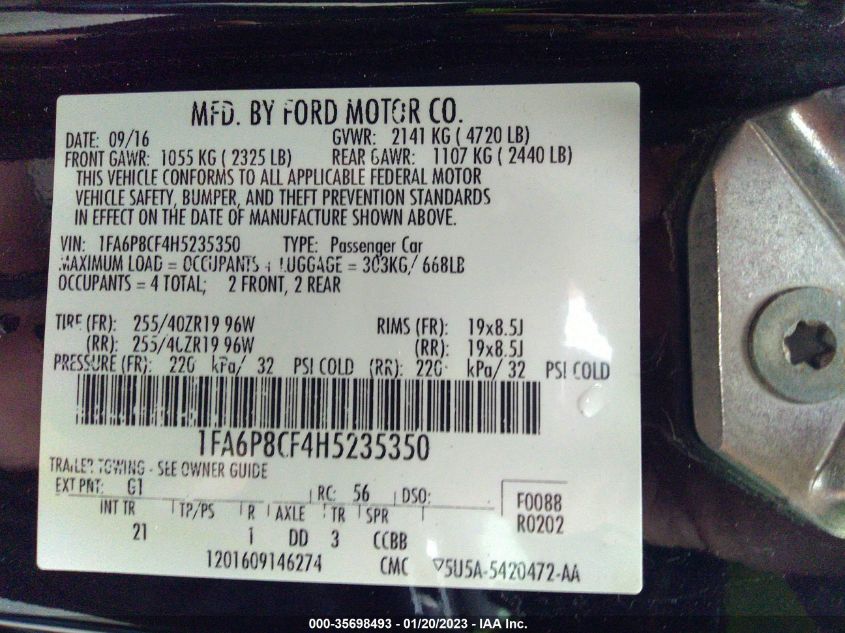 MFD. BY FORD MOTOR CO.
DATE: 09/16 GVWR: 2141 KG ( 4720 LB)
FRONT GAWR: 1055 KG ( 2325 LB) REAR GAWR: 1107 KG ( 2440 LB)
THIS VEHICLE CONFORMS TO ALL APPLICABLE FEDERAL MOTOR
VEHICLE SAFETY, BUMPER, AND THEFT PREVENTION STANDARDS
IN EFFECT ON THE DATE OF MANUFACTURE SHOWN ABOVE.
VIN: 1FA6P8CF4H5235350 TYPE: Passenger Car
MAXIMUM LOAD = OCCUPANTS + LUGGAGE = 303KG/ 668LB
OCCUPANTS = 4 TOTAL; 2 FRONT, 2 REAR
TIRE (FR): 255/40ZR19 96W RIMS (FR): 19x8.5J
(RR): 255/40ZR19 96W (RR): 19x8.5J
PRESSURE (FR): 220 kPa/ 32 PSI COLD (RR): 220 kPa/ 32 PSI COLD
1FA6P8CF4H5235350
TRAILER TOWING - SEE OWNER GUIDE
EXT PNT: G1 RC: 56 DSO: F0088
INT TR TP/PS R AXLE TR SPR R0202
21 1 DD 3 CCBB
1201609146274 CMC ▽5U5A-5420472-AA
000-35698493 - 01/20/2023 - IAA Inc.